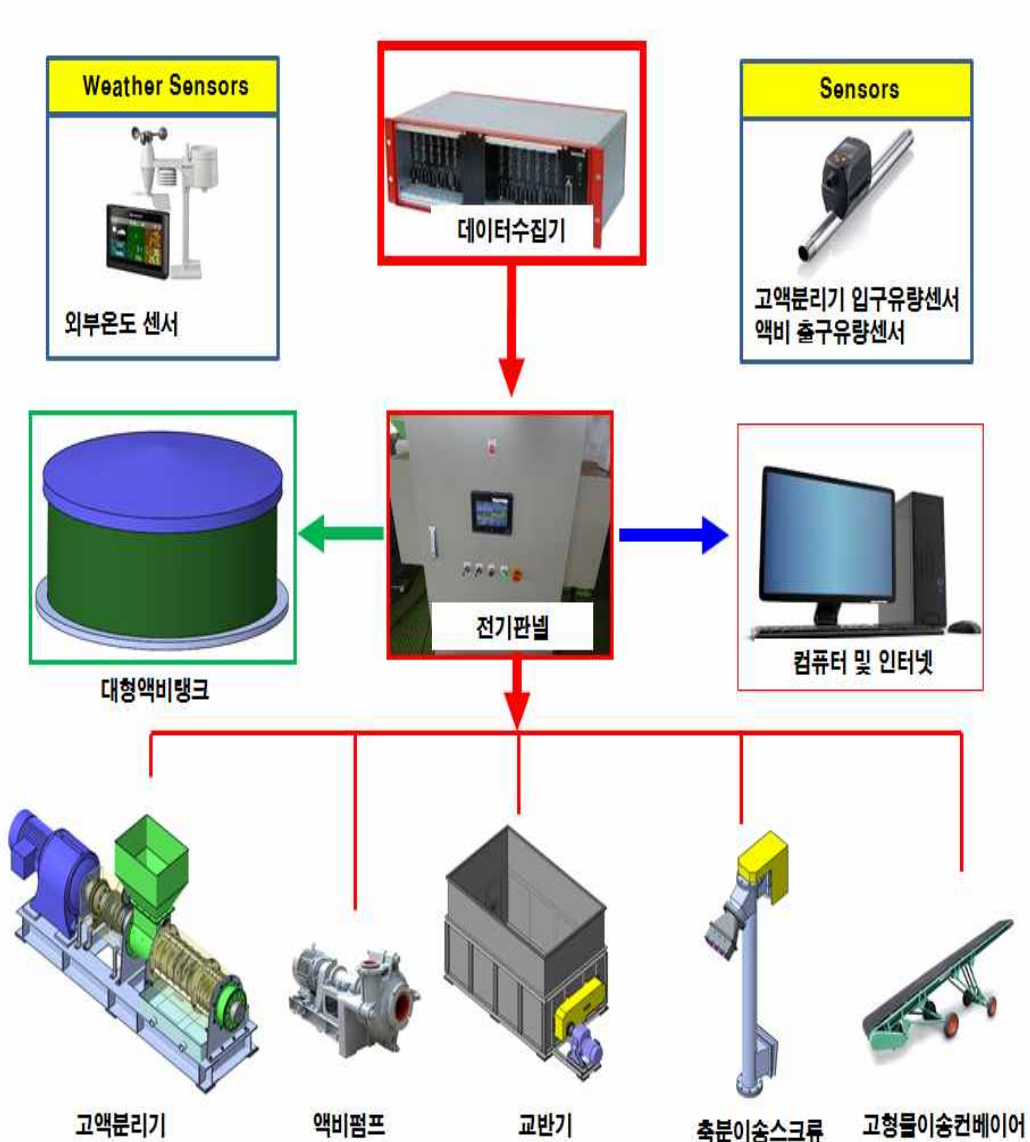 Weather Sensors
외부온도 센서
데이터수집기
Sensors
고액분리기 입구유량센서
액비 출구유량센서
대형액비탱크
전기판넬
컴퓨터 및 인터넷
고액분리기
액비펌프
교반기
축분이송스크류
고형물이송컨베이어